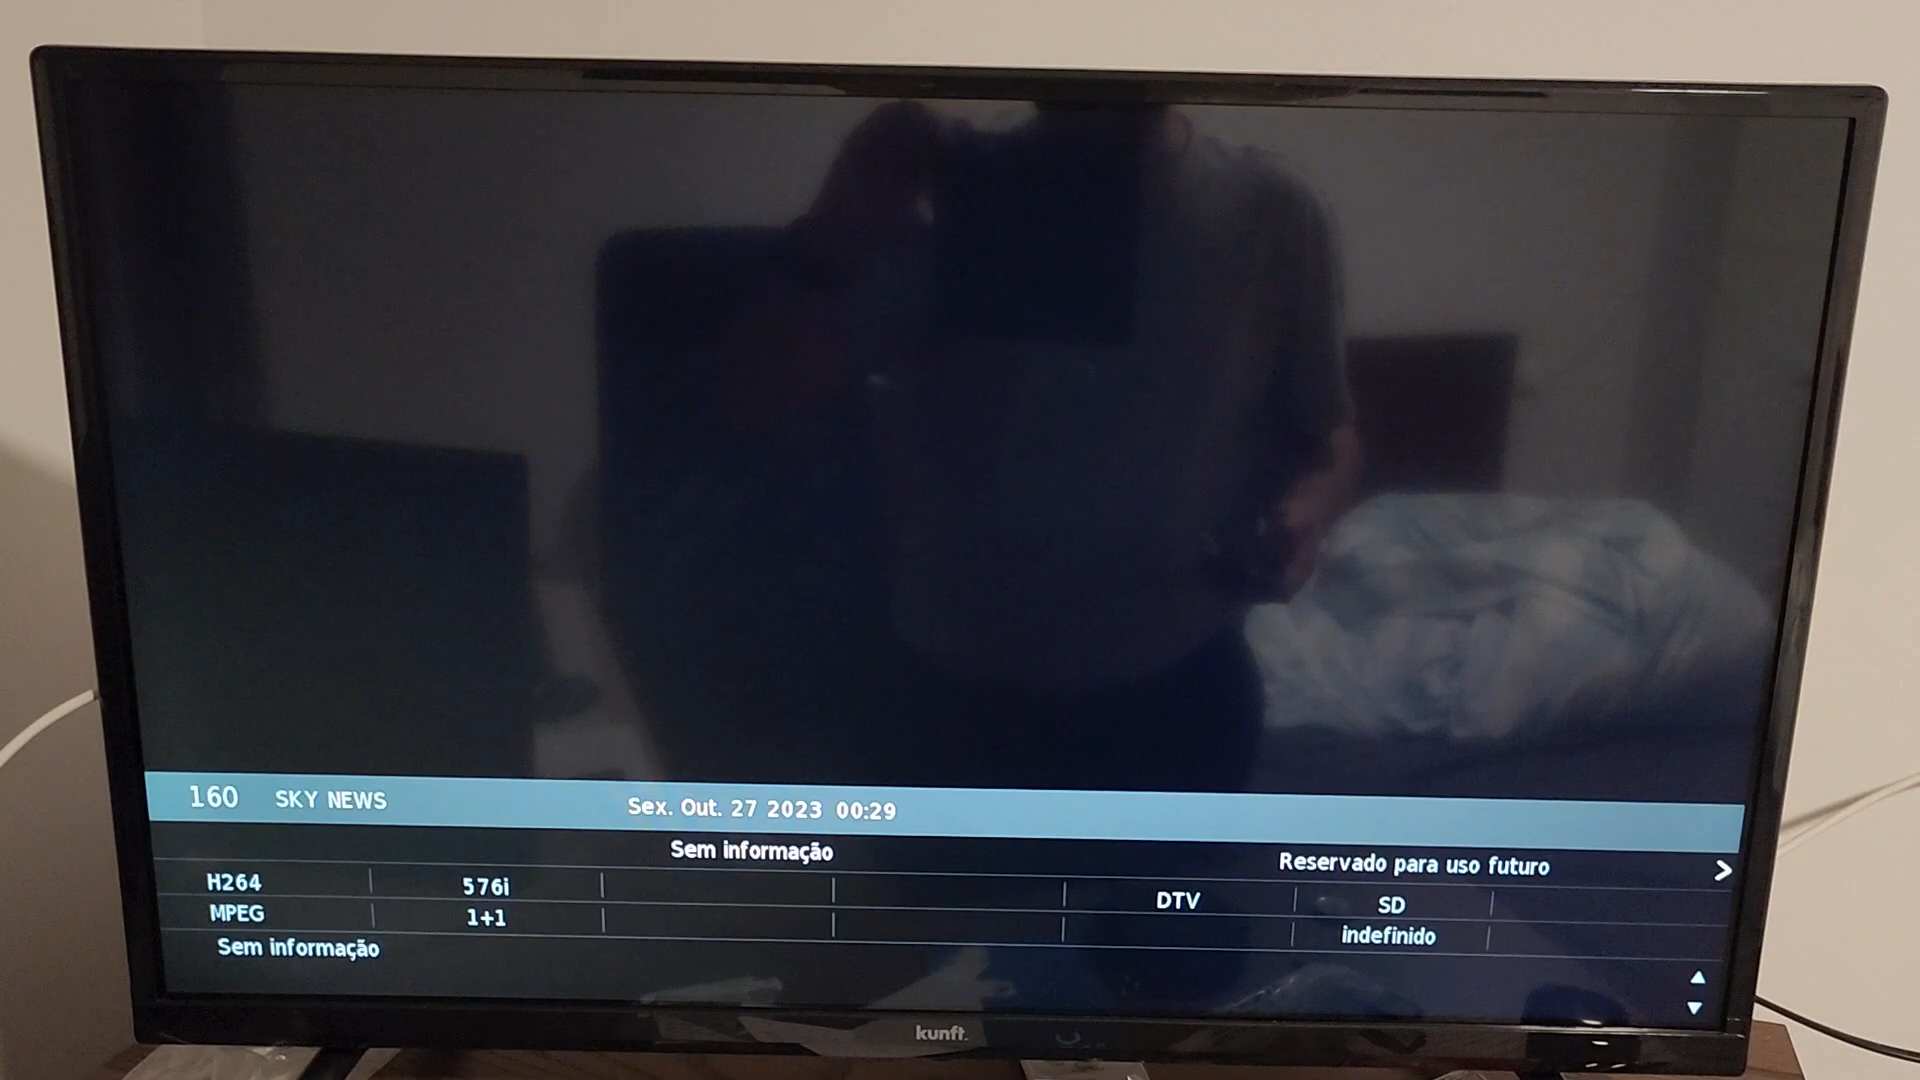 160 SKY NEWS Sex. Out. 27 2023 00:29
Sem informação Reservado para uso futuro >
H264 576i DTV SD
MPEG 1+1 indefinido
Sem informação
kunft.